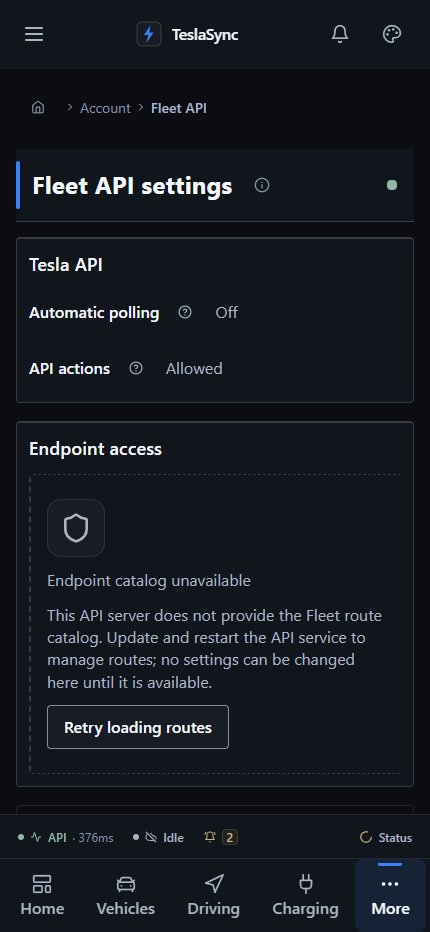 TeslaSync
Account
Fleet API
Fleet API settings
Tesla API
Automatic polling
Off
API actions
Allowed
Endpoint access
Endpoint catalog unavailable
This API server does not provide the Fleet route
catalog. Update and restart the API service to
manage routes; no settings can be changed
here until it is available.
Retry loading routes
API · 376ms
Idle
2
Status
Home
Vehicles
Driving
Charging
More